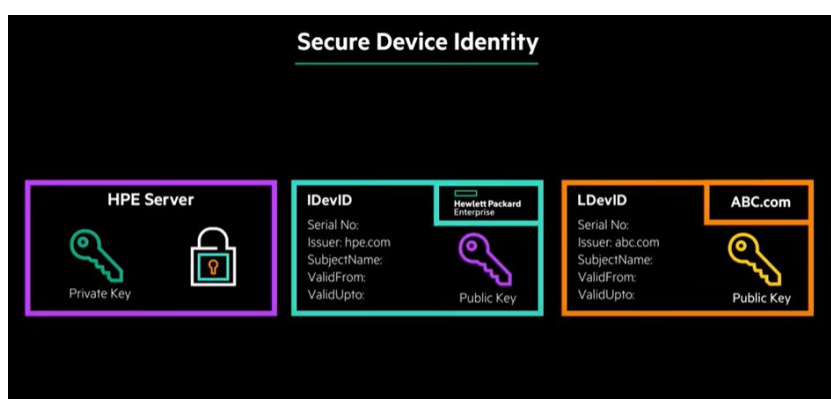 Secure Device Identity
HPE Server
Private Key
IDevID
Hewlett Packard
Enterprise
Serial No:
Issuer: hpe.com
SubjectName:
ValidFrom:
ValidUpto:
Public Key
LDevID
ABC.com
Serial No:
Issuer: abc.com
SubjectName:
ValidFrom:
ValidUpto:
Public Key